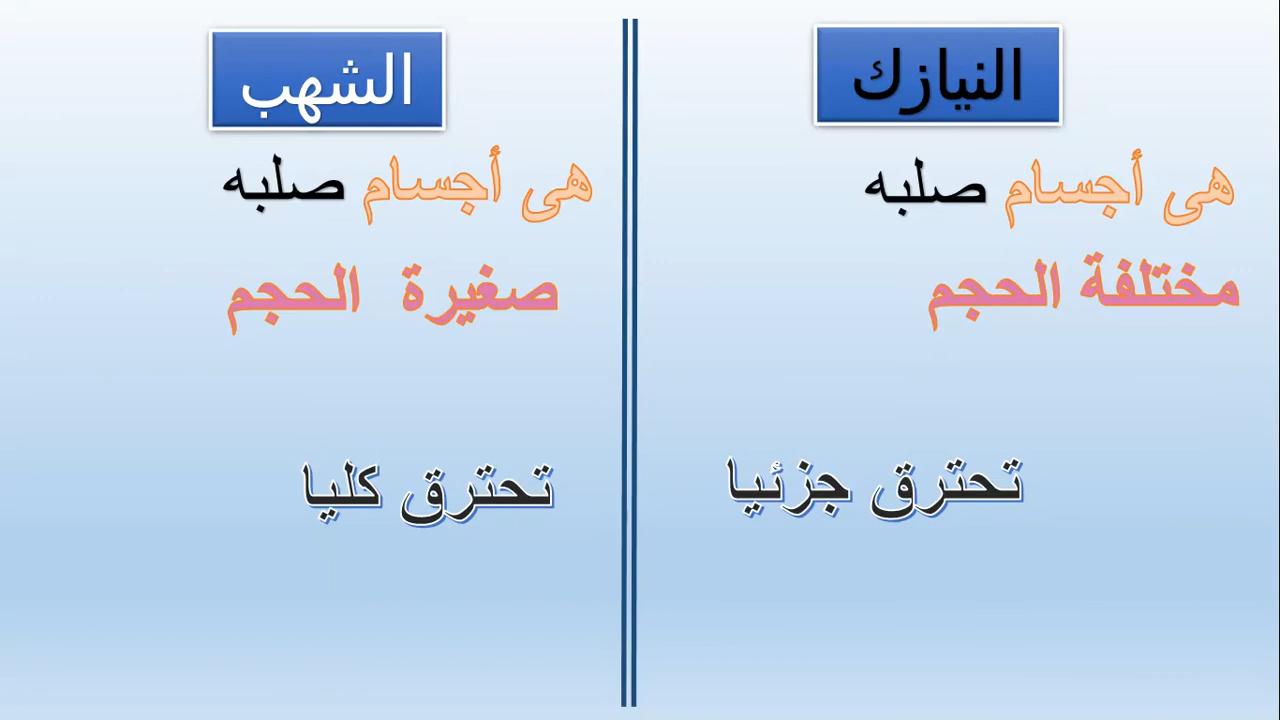 النيازك
هى أجسام صلبه
مختلفة الحجم
تحترق جزئيا
الشهب
هى أجسام صلبه
صغيرة الحجم
تحترق كليا